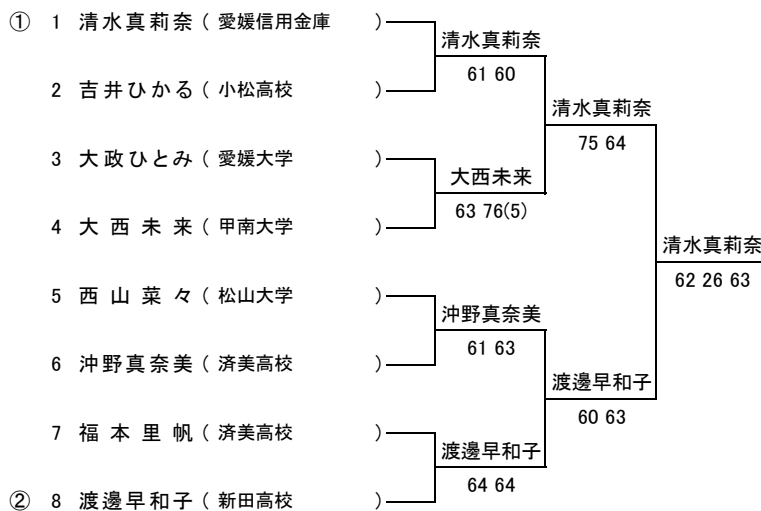 ① 1 清水真莉奈 ( 愛媛信用金庫 )
清水真莉奈
61 60
2 吉井ひかる ( 小松高校 )
清水真莉奈
75 64
3 大政ひとみ ( 愛媛大学 )
大西未来
63 76(5)
4 大西未来 ( 甲南大学 )
清水真莉奈
62 26 63
5 西山菜々 ( 松山大学 )
沖野真奈美
61 63
6 沖野真奈美 ( 済美高校 )
渡邊早和子
60 63
7 福本里帆 ( 済美高校 )
渡邊早和子
64 64
② 8 渡邊早和子 ( 新田高校 )